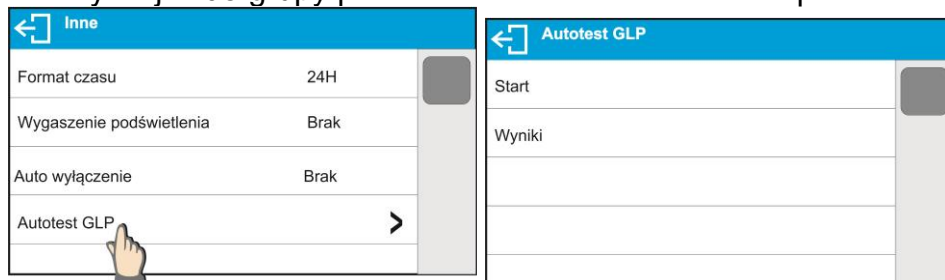 Inne
Format czasu 24H
Wygaszenie podświetlenia Brak
Auto wyłączenie Brak
Autotest GLP >
Autotest GLP
Start
Wyniki